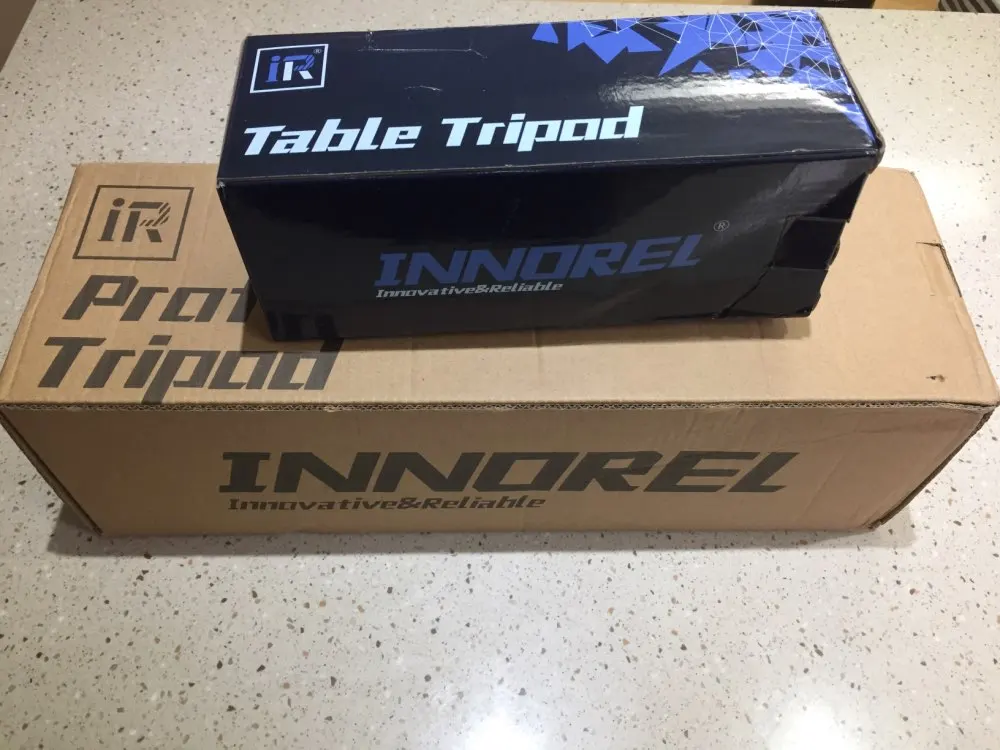 iR®
Table Tripod
INNOREL®
Innovative&Reliable
iR
Tripod
INNOREL
Innovative&Reliable